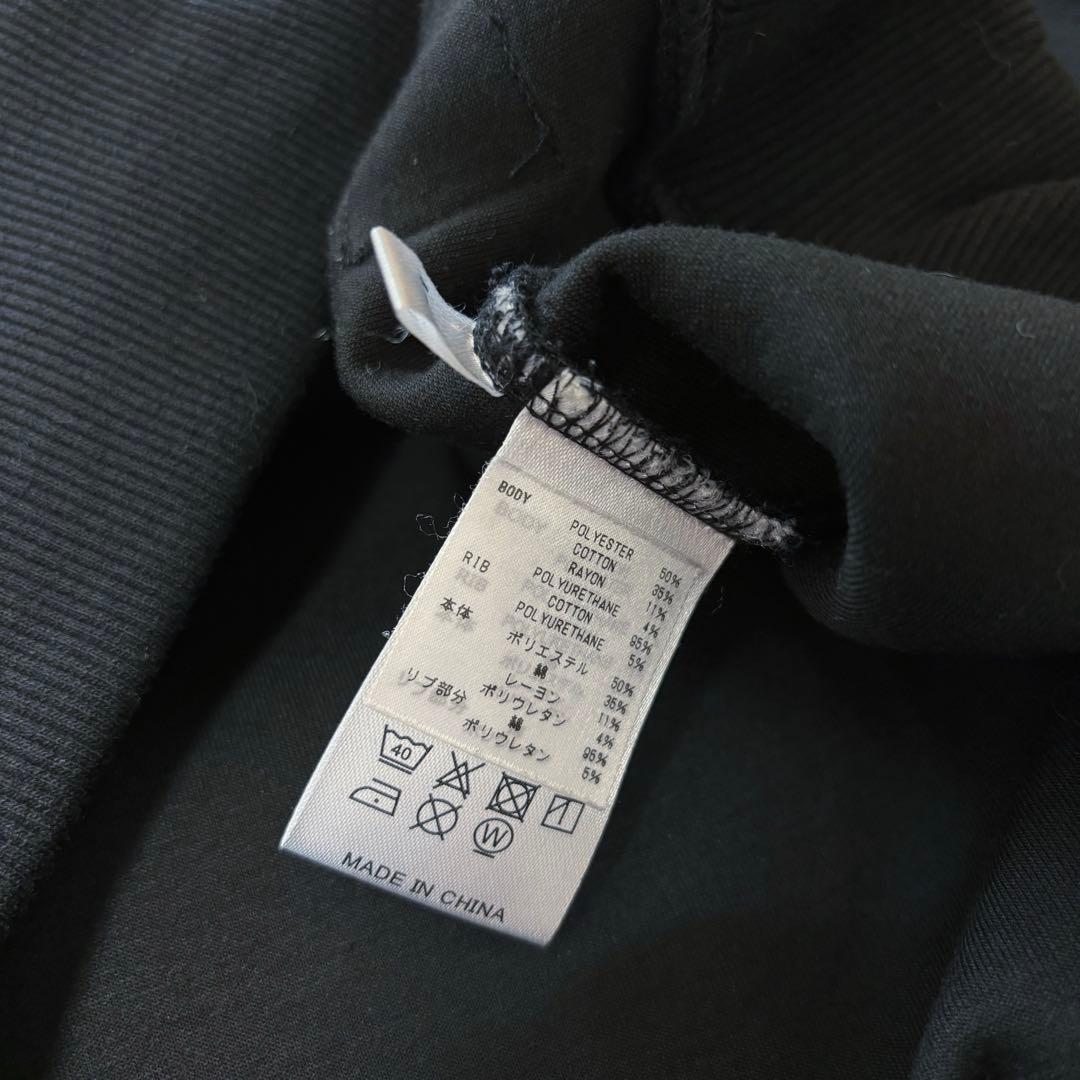 BODY POLYESTER 50%
COTTON 35%
RAYON 11%
POLYURETHANE 4%
RIB COTTON 95%
POLYURETHANE 5%
本体 ポリエステル 50%
綿 35%
レーヨン 11%
ポリウレタン 4%
リブ部分 綿 95%
ポリウレタン 5%
40
W
MADE IN CHINA